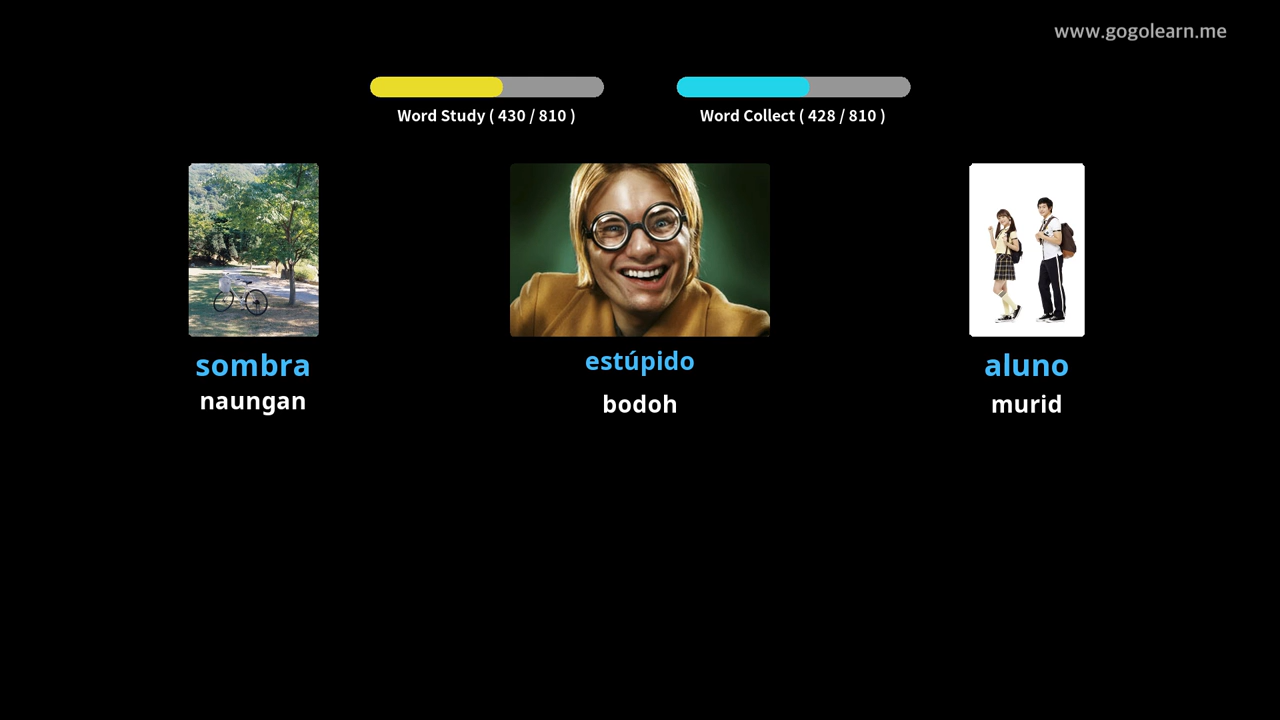 www.gogolearn.me
Word Study ( 430 / 810 )
Word Collect ( 428 / 810 )
sombra
naungan
estúpido
bodoh
aluno
murid